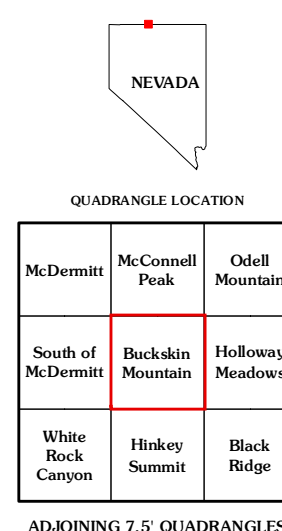 NEVADA
QUADRANGLE LOCATION
McDermitt
McConnell
Peak
Odell
Mountain
South of
McDermitt
Buckskin
Mountain
Holloway
Meadows
White
Rock
Canyon
Hinkey
Summit
Black
Ridge
ADJOINING 7.5' QUADRANGLES